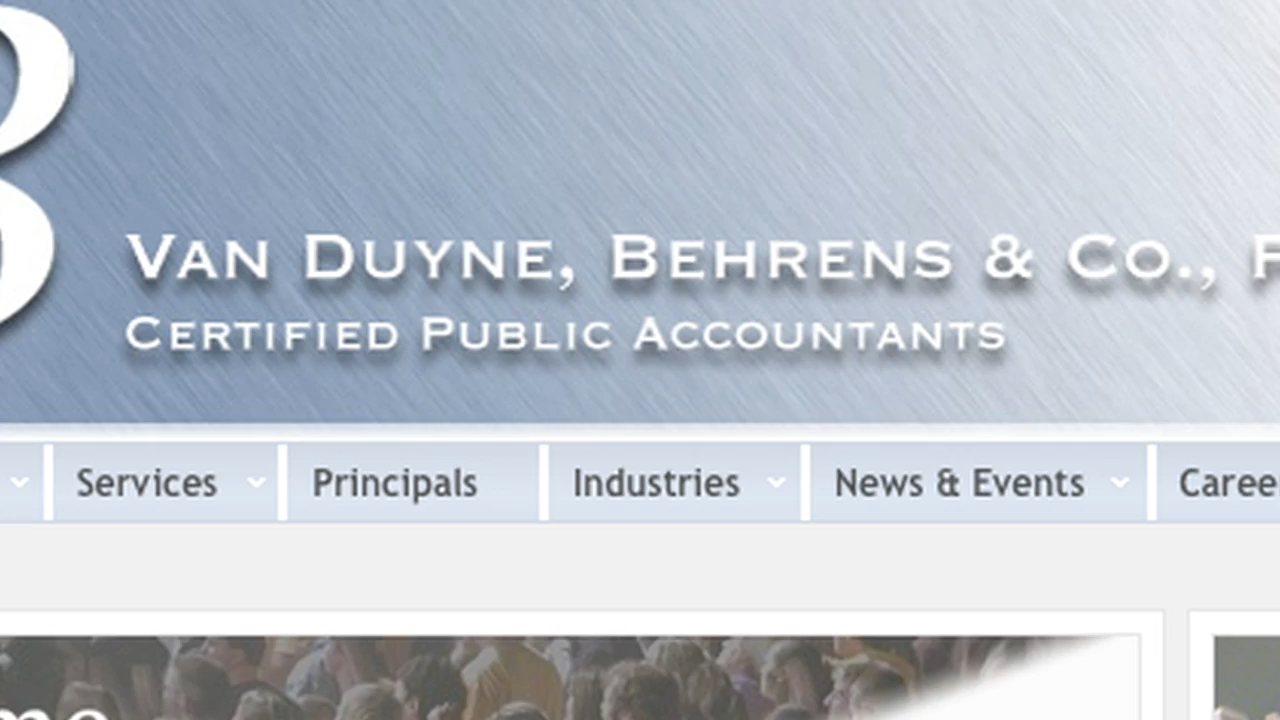 Van Duyne, Behrens & Co.,
Certified Public Accountants
Services Principals Industries News & Events